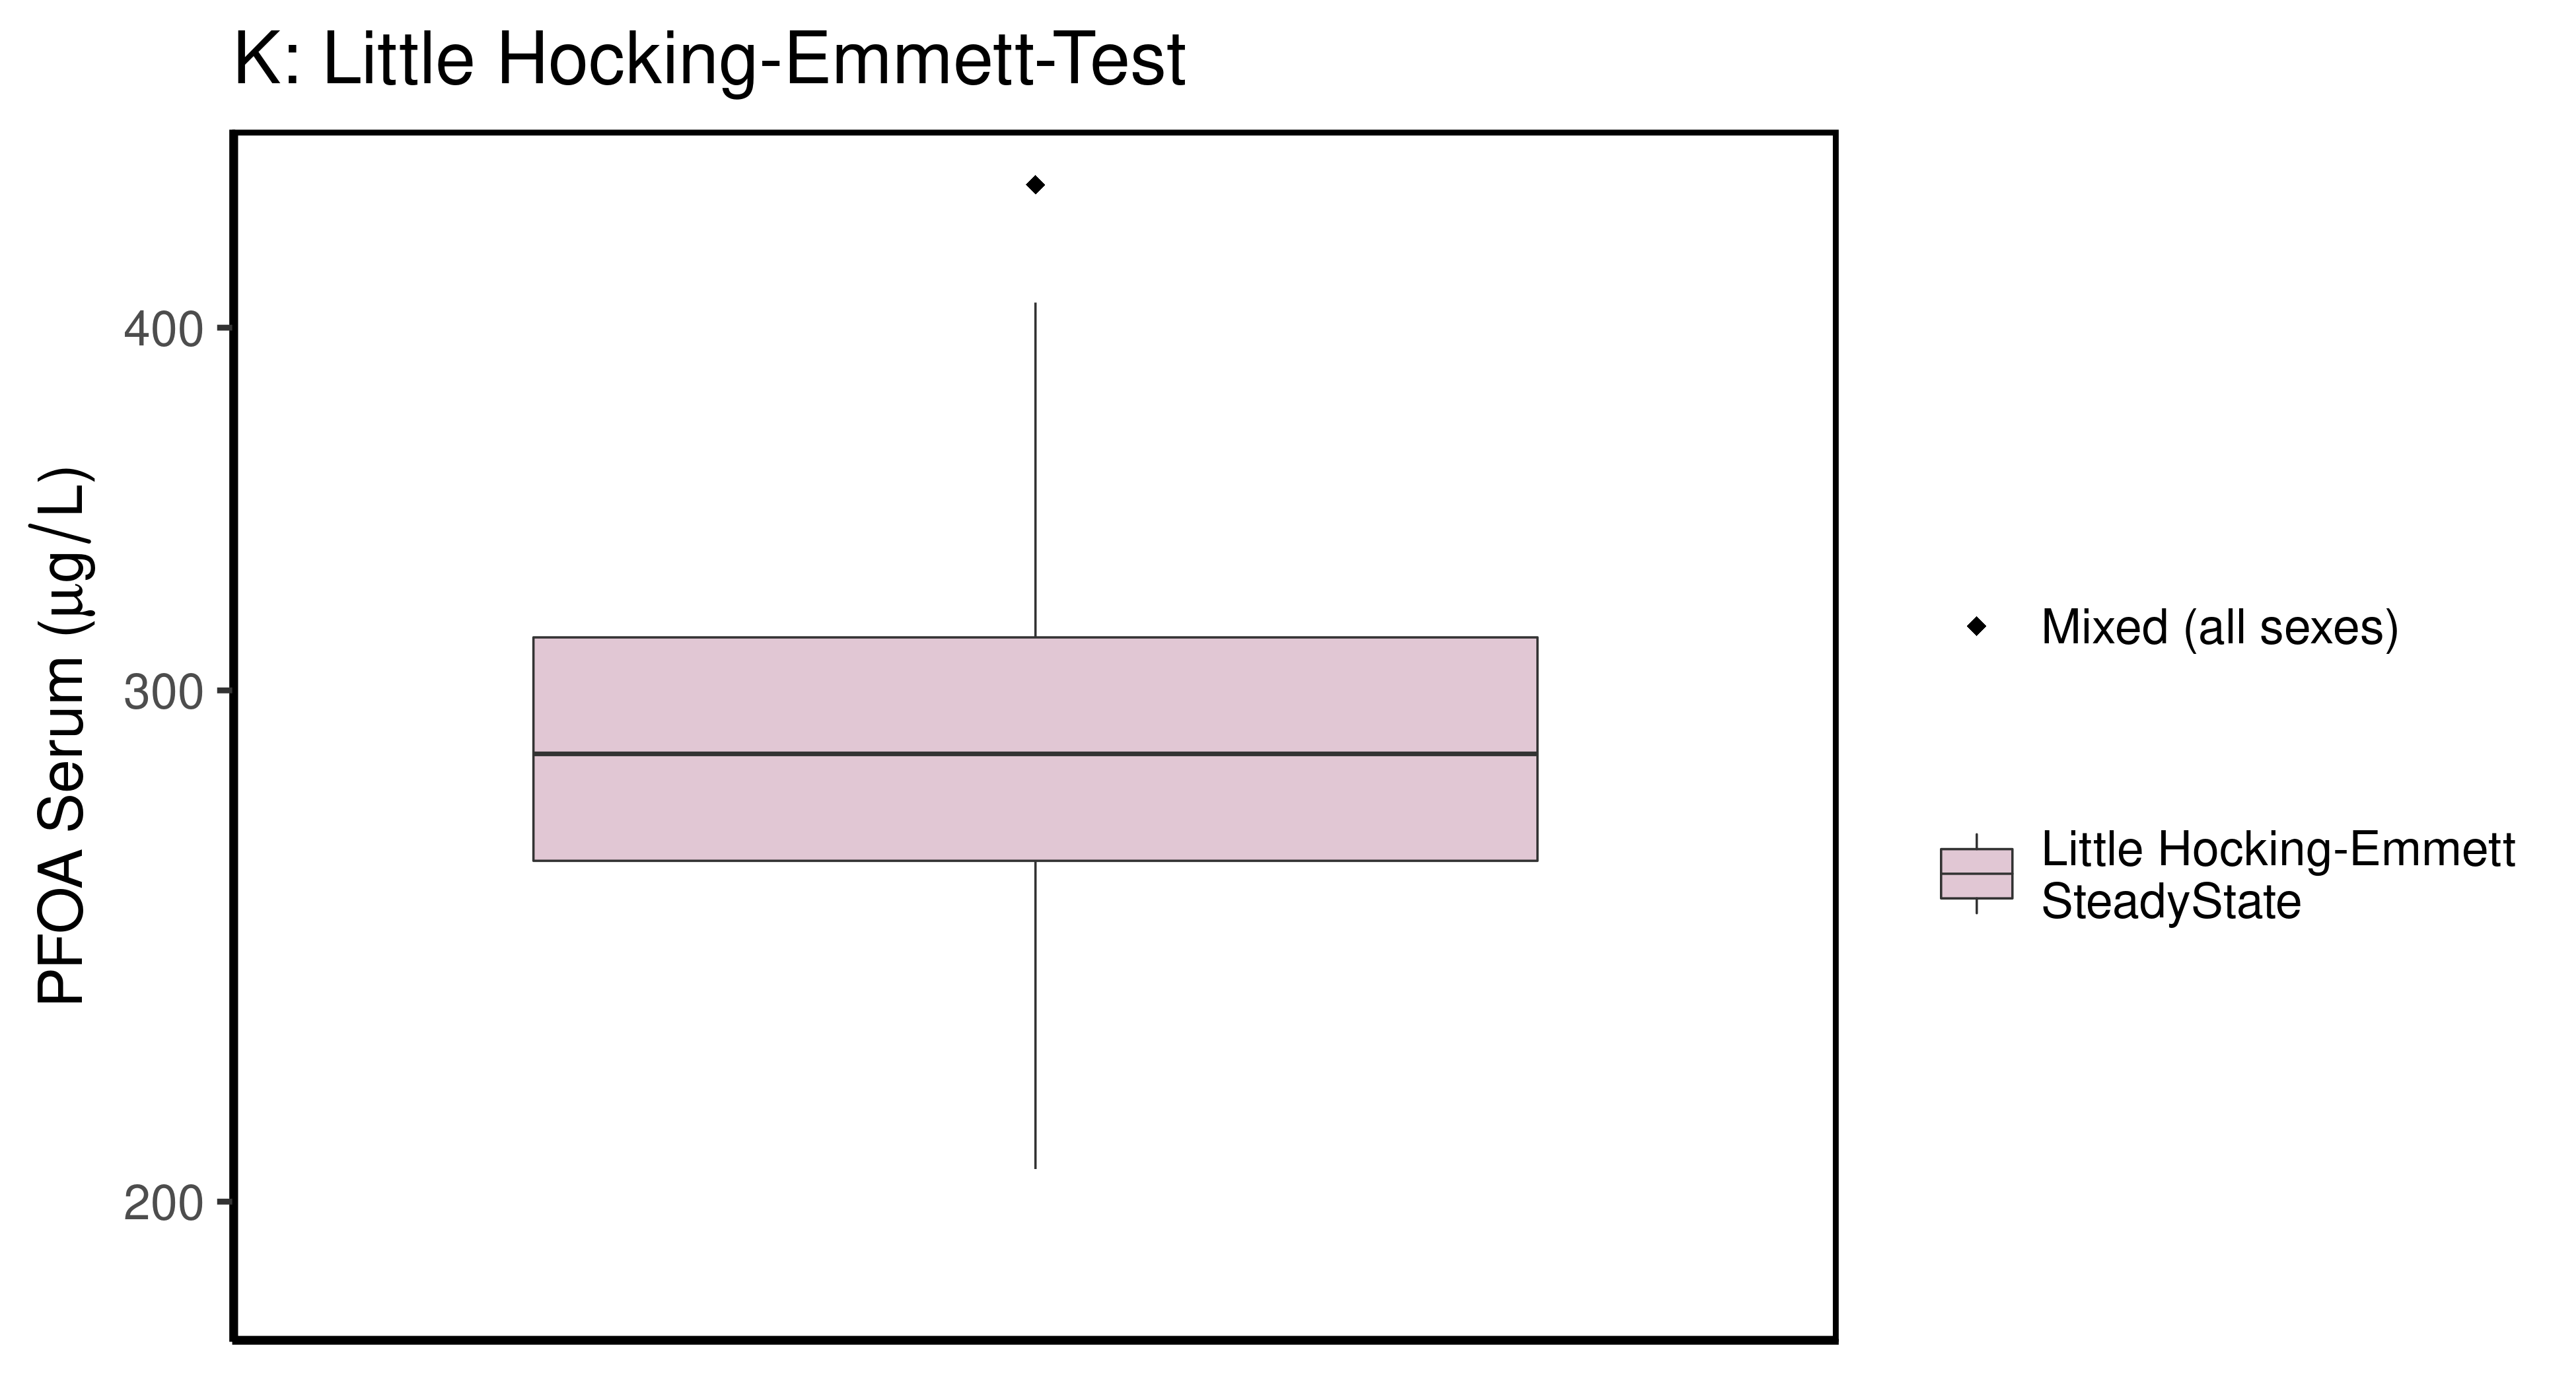 K: Little Hocking-Emmett-Test
PFOA Serum (μg/L)
400
300
200
Mixed (all sexes)
Little Hocking-Emmett
SteadyState